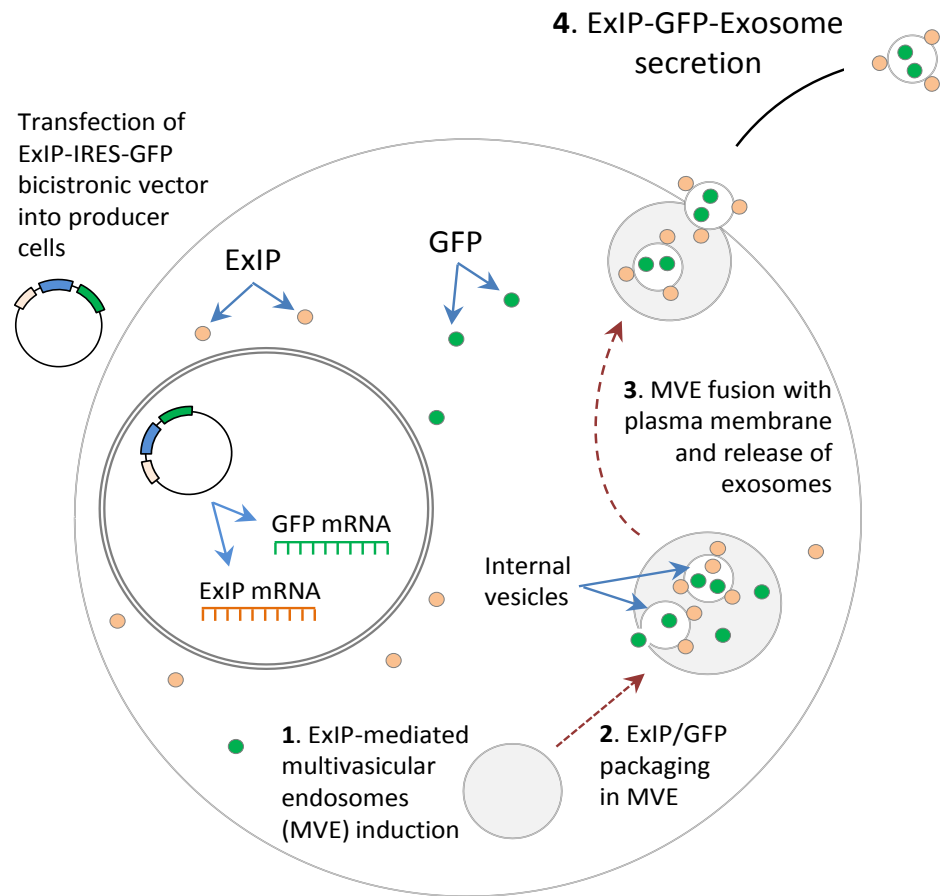 4. ExIP-GFP-Exosome
secretion
Transfection of
ExIP-IRES-GFP
bicistronic vector
into producer
cells
ExIP
GFP
GFP mRNA
ExIP mRNA
3. MVE fusion with
plasma membrane
and release of
exosomes
Internal
vesicles
1. ExIP-mediated
multivasicular
endosomes
(MVE) induction
2. ExIP/GFP
packaging
in MVE